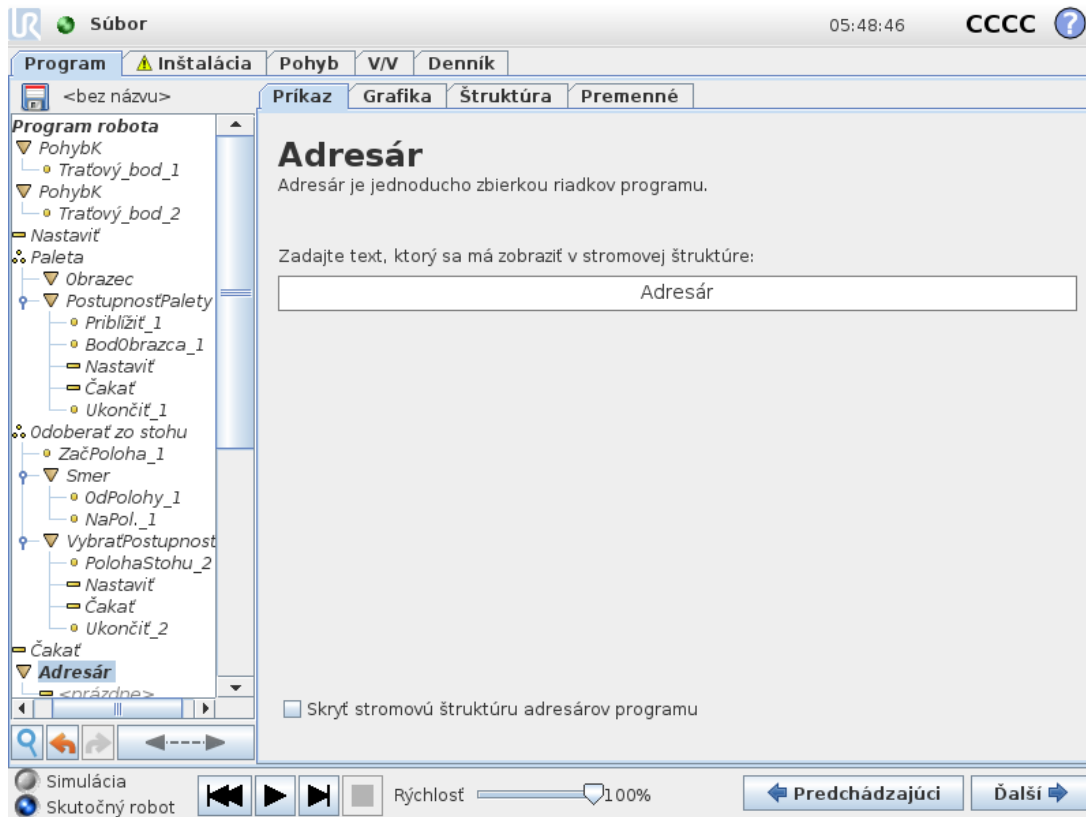 UR
Súbor
05:48:46
CCCC
?
Program
Inštalácia
Pohyb
V/V
Denník
<bez názvu>
Príkaz
Grafika
Štruktúra
Premenné
Program robota
PohybK
Traťový_bod_1
PohybK
Traťový_bod_2
Nastaviť
Paleta
Obrazec
PostupnosťPalety
Priblížiť_1
BodObrazca_1
Nastaviť
Čakať
Ukončiť_1
Odoberať zo stohu
ZačPoloha_1
Smer
OdPolohy_1
NaPol._1
VybraťPostupnost
PolohaStohu_2
Nastaviť
Čakať
Ukončiť_2
Čakať
Adresár
<prázdne>
Adresár
Adresár je jednoducho zbierkou riadkov programu.
Zadajte text, ktorý sa má zobraziť v stromovej štruktúre:
Adresár
Skryť stromovú štruktúru adresárov programu
Simulácia
Skutočný robot
Rýchlosť
100%
Predchádzajúci
Ďalší